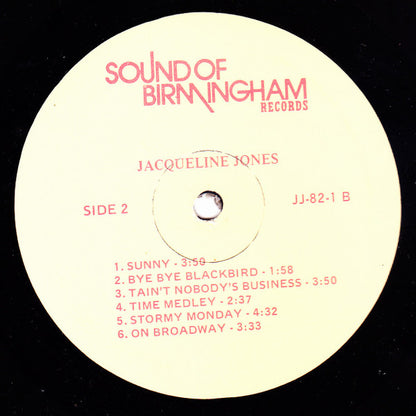 SOUND OF
BIRMINGHAM
RECORDS
JACQUELINE JONES
SIDE 2
JJ-82-1 B
1. SUNNY - 3:50
2. BYE BYE BLACKBIRD - 1:58
3. TAIN'T NOBODY'S BUSINESS - 3:50
4. TIME MEDLEY - 2:37
5. STORMY MONDAY - 4:32
6. ON BROADWAY - 3:33